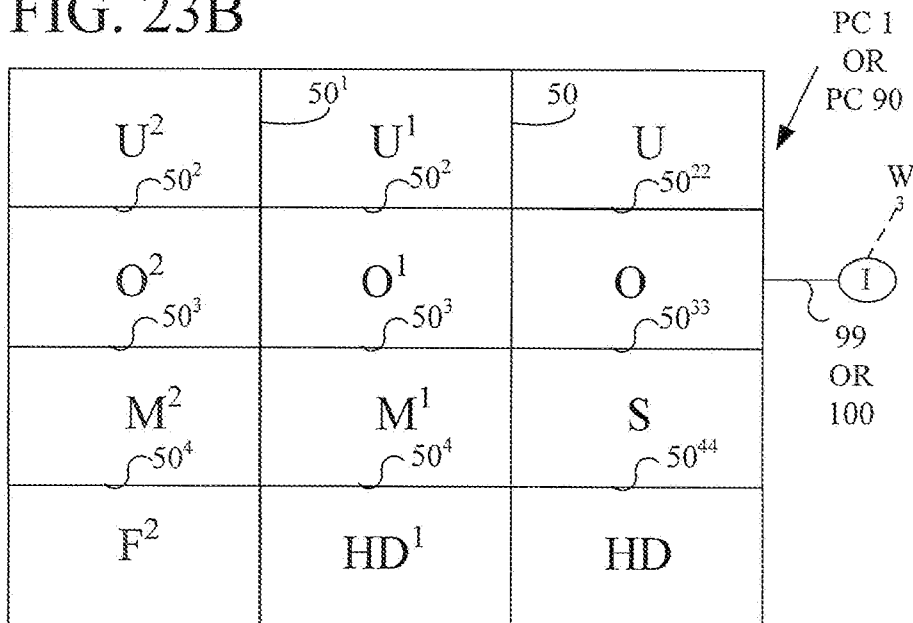 FIG. 23B
PC 1
OR
PC 90
50¹
50
U²
U¹
U
50²
50²
50²²
W
3
O²
O¹
O
I
50³
50³
50³³
99
OR
100
M²
M¹
S
50⁴
50⁴
50⁴⁴
F²
HD¹
HD